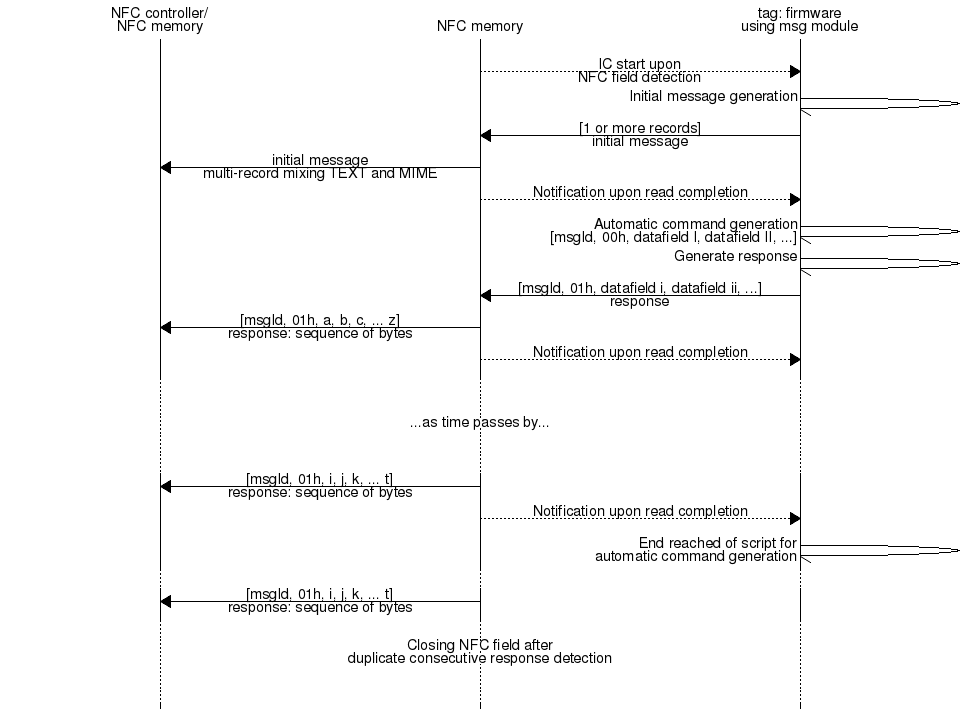 NFC controller/
NFC memory
NFC memory
tag: firmware
using msg module
IC start upon
NFC field detection
Initial message generation
[1 or more records]
initial message
initial message
multi-record mixing TEXT and MIME
Notification upon read completion
Automatic command generation
[msgId, 00h, datafield I, datafield II, ...]
Generate response
[msgId, 01h, datafield i, datafield ii, ...]
response
[msgId, 01h, a, b, c, ... z]
response: sequence of bytes
Notification upon read completion
...as time passes by...
[msgId, 01h, i, j, k, ... t]
response: sequence of bytes
Notification upon read completion
End reached of script for
automatic command generation
[msgId, 01h, i, j, k, ... t]
response: sequence of bytes
Closing NFC field after
duplicate consecutive response detection